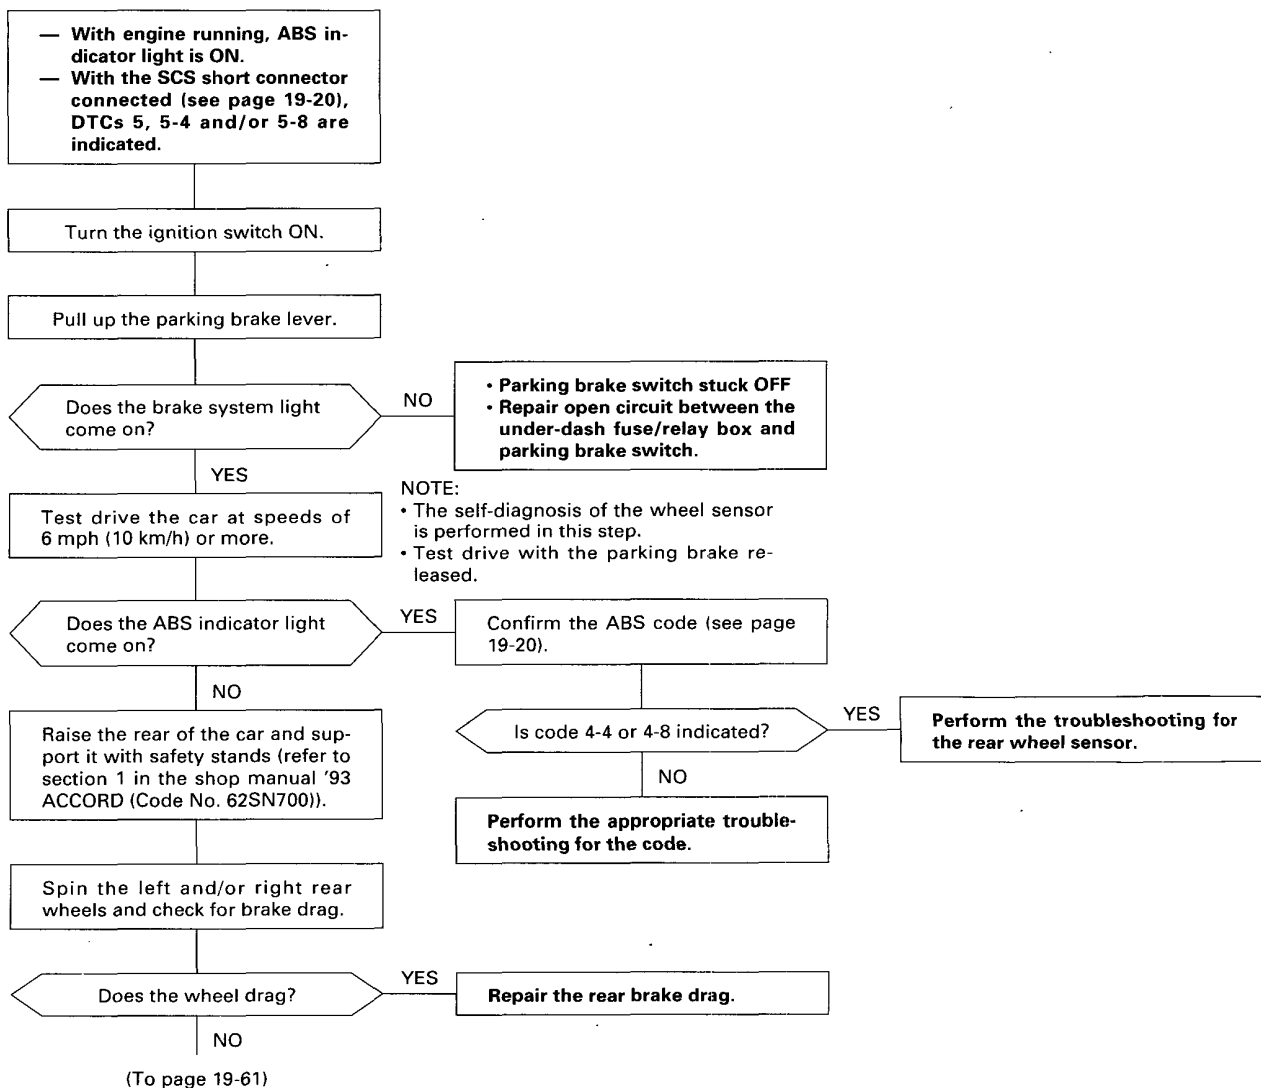 — With engine running, ABS in-
dicator light is ON.
— With the SCS short connector
connected (see page 19-20),
DTCs 5, 5-4 and/or 5-8 are
indicated.
Turn the ignition switch ON.
Pull up the parking brake lever.
Does the brake system light
come on?
NO
• Parking brake switch stuck OFF
• Repair open circuit between the
under-dash fuse/relay box and
parking brake switch.
YES
Test drive the car at speeds of
6 mph (10 km/h) or more.
NOTE:
• The self-diagnosis of the wheel sensor
is performed in this step.
• Test drive with the parking brake re-
leased.
Does the ABS indicator light
come on?
YES
Confirm the ABS code (see page
19-20).
NO
Is code 4-4 or 4-8 indicated?
YES
Perform the troubleshooting for
the rear wheel sensor.
NO
Perform the appropriate trouble-
shooting for the code.
Raise the rear of the car and sup-
port it with safety stands (refer to
section 1 in the shop manual '93
ACCORD (Code No. 62SN700)).
Spin the left and/or right rear
wheels and check for brake drag.
Does the wheel drag?
YES
Repair the rear brake drag.
NO
(To page 19-61)